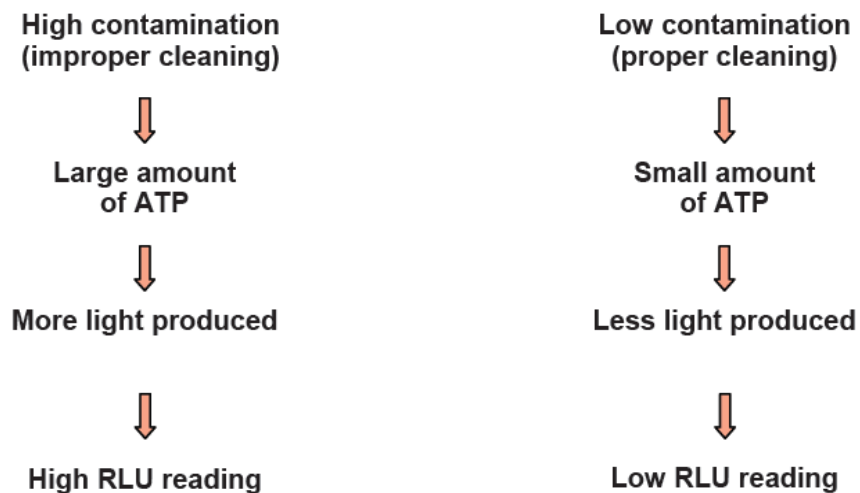 High contamination
(improper cleaning)
Large amount
of ATP
More light produced
High RLU reading
Low contamination
(proper cleaning)
Small amount
of ATP
Less light produced
Low RLU reading